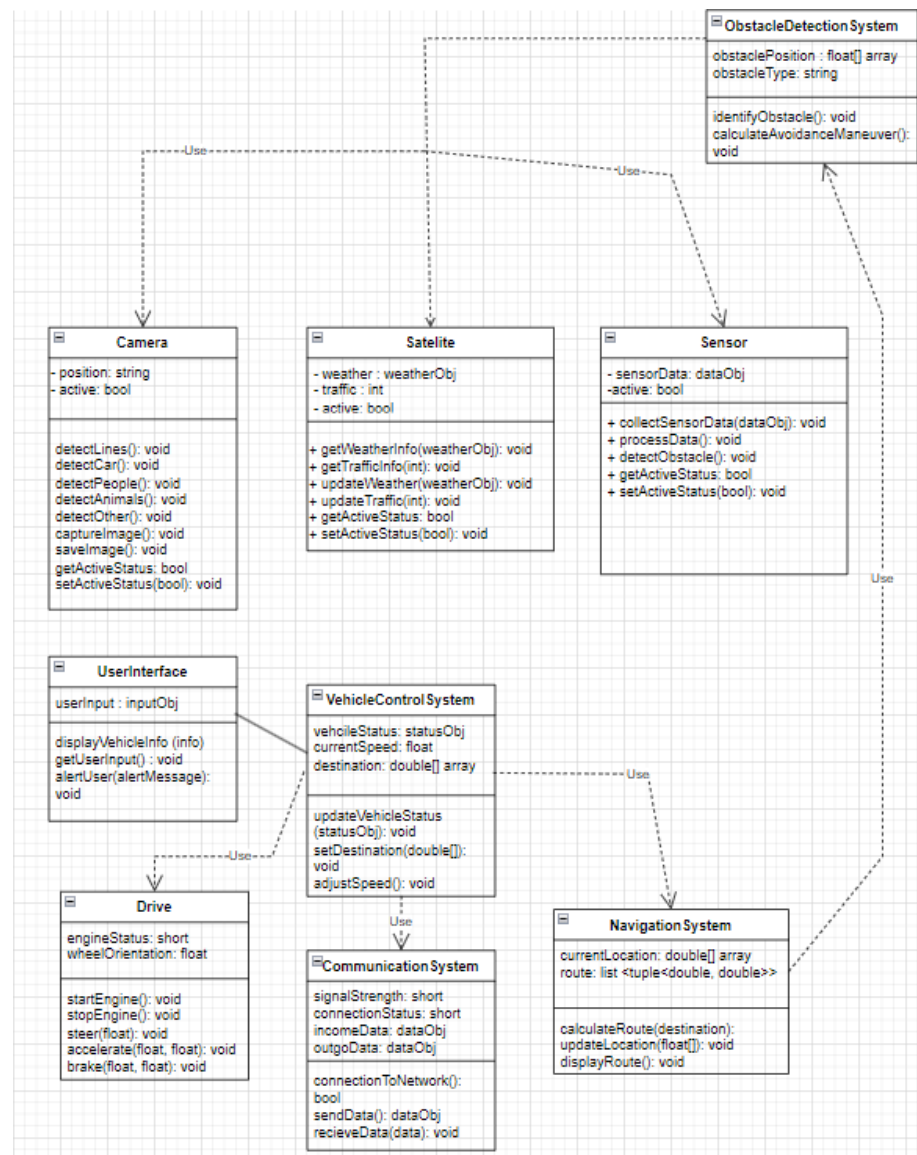 ObstacleDetectionSystem
obstaclePosition : float[] array
obstacleType: string
identifyObstacle(): void
calculateAvoidanceManeuver():
void
Use
Use
Camera
- position: string
- active: bool
detectLines(): void
detectCar(): void
detectPeople(): void
detectAnimals(): void
detectOther(): void
captureImage(): void
saveImage(): void
getActiveStatus: bool
setActiveStatus(bool): void
Satelite
- weather : weatherObj
- traffic : int
- active: bool
+ getWeatherInfo(weatherObj): void
+ getTrafficInfo(int): void
+ updateWeather(weatherObj): void
+ updateTraffic(int): void
+ getActiveStatus: bool
+ setActiveStatus(bool): void
Sensor
- sensorData: dataObj
-active: bool
+ collectSensorData(dataObj): void
+ processData(): void
+ detectObstacle(): void
+ getActiveStatus: bool
+ setActiveStatus(bool): void
Use
UserInterface
userInput : inputObj
displayVehicleInfo (info)
getUserInput() : void
alertUser(alertMessage):
void
VehicleControlSystem
vehcileStatus: statusObj
currentSpeed: float
destination: double[] array
updateVehicleStatus
(statusObj): void
setDestination(double[]):
void
adjustSpeed(): void
Use
Use
Use
Drive
engineStatus: short
wheelOrientation: float
startEngine(): void
stopEngine(): void
steer(float): void
accelerate(float, float): void
brake(float, float): void
CommunicationSystem
signalStrength: short
connectionStatus: short
incomeData: dataObj
outgoData: dataObj
connectionToNetwork():
bool
sendData(): dataObj
recieveData(data): void
NavigationSystem
currentLocation: double[] array
route: list <tuple<double, double>>
calculateRoute(destination):
updateLocation(float[]): void
displayRoute(): void